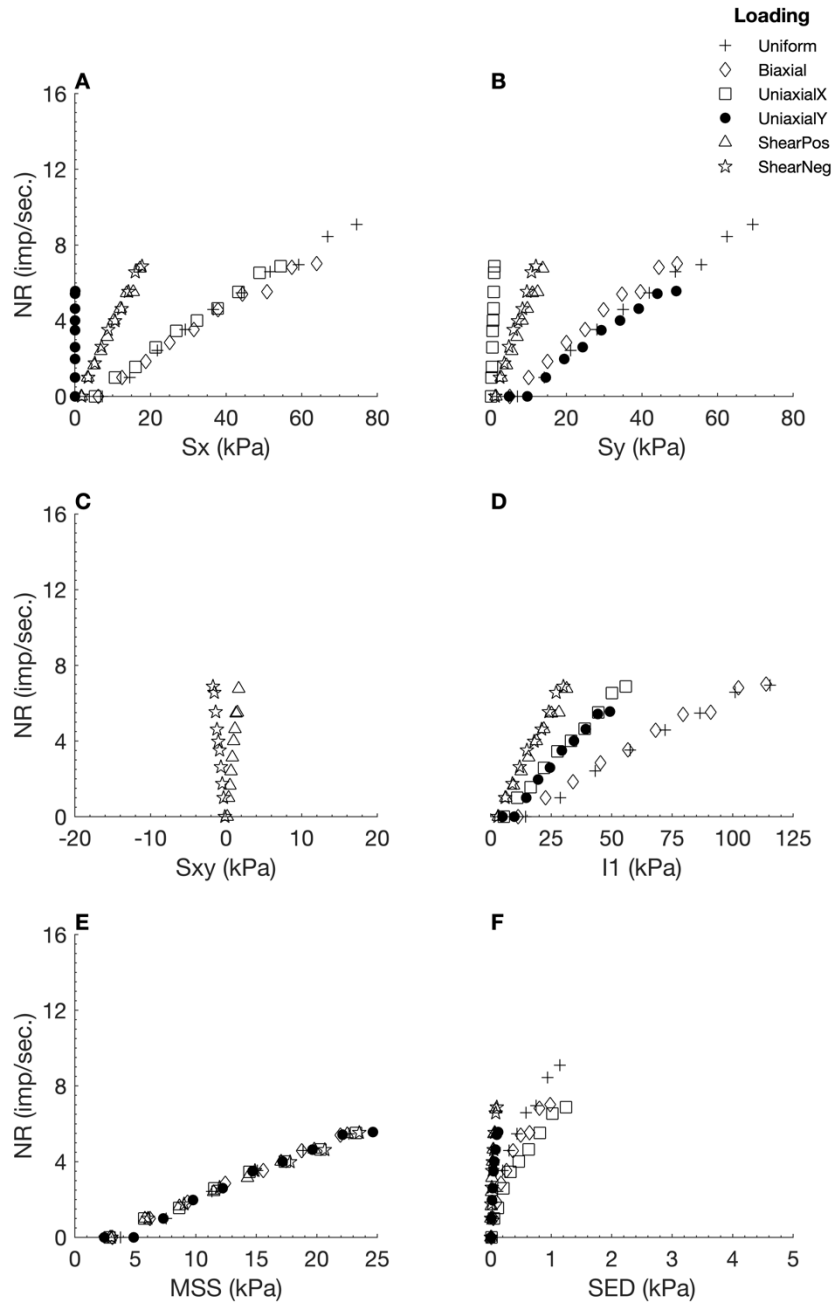 Loading
Uniform
Biaxial
UniaxialX
UniaxialY
ShearPos
ShearNeg
A
16
12
8
4
0
NR (imp/sec.)
0 20 40 60 80
Sx (kPa)
B
16
12
8
4
0
0 20 40 60 80
Sy (kPa)
C
16
12
8
4
0
NR (imp/sec.)
-20 -10 0 10 20
Sxy (kPa)
D
16
12
8
4
0
0 25 50 75 100 125
I1 (kPa)
E
16
12
8
4
0
NR (imp/sec.)
0 5 10 15 20 25
MSS (kPa)
F
16
12
8
4
0
0 1 2 3 4 5
SED (kPa)